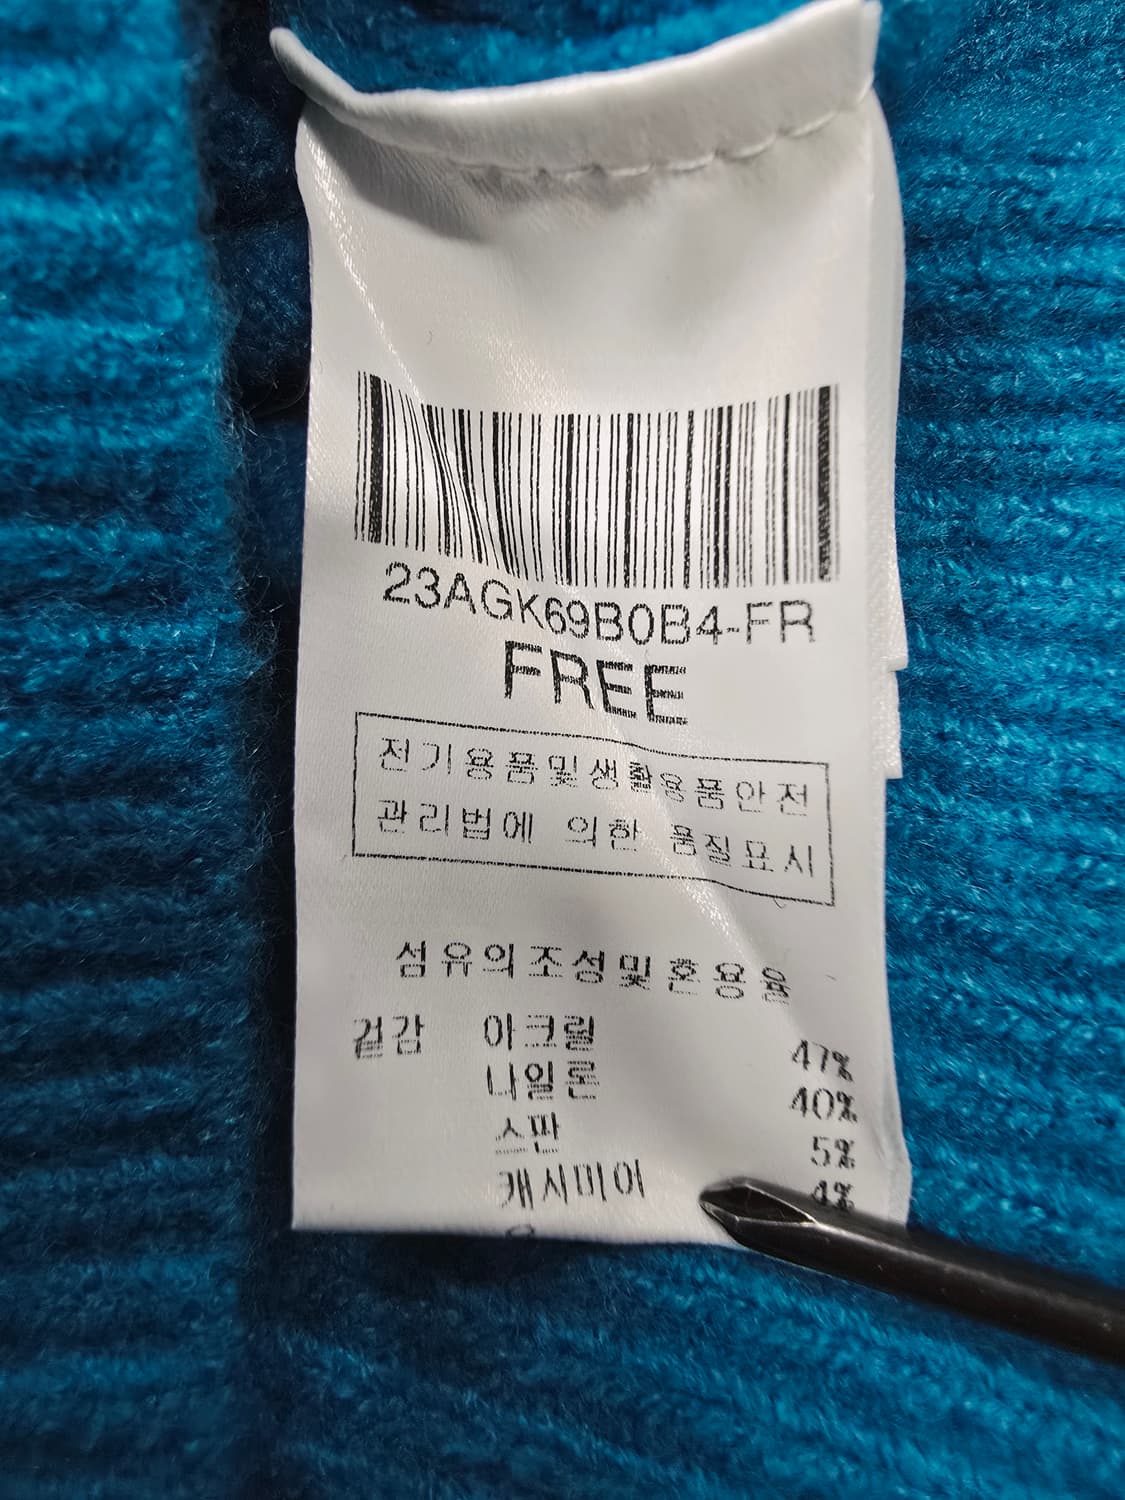 23AGK69B0B4-FR
FREE
전기용품및생활용품안전
관리법에 의한 품질표시
섬유의조성및혼용율
겉감 아크릴 47%
나일론 40%
스판 5%
캐시미어 4%